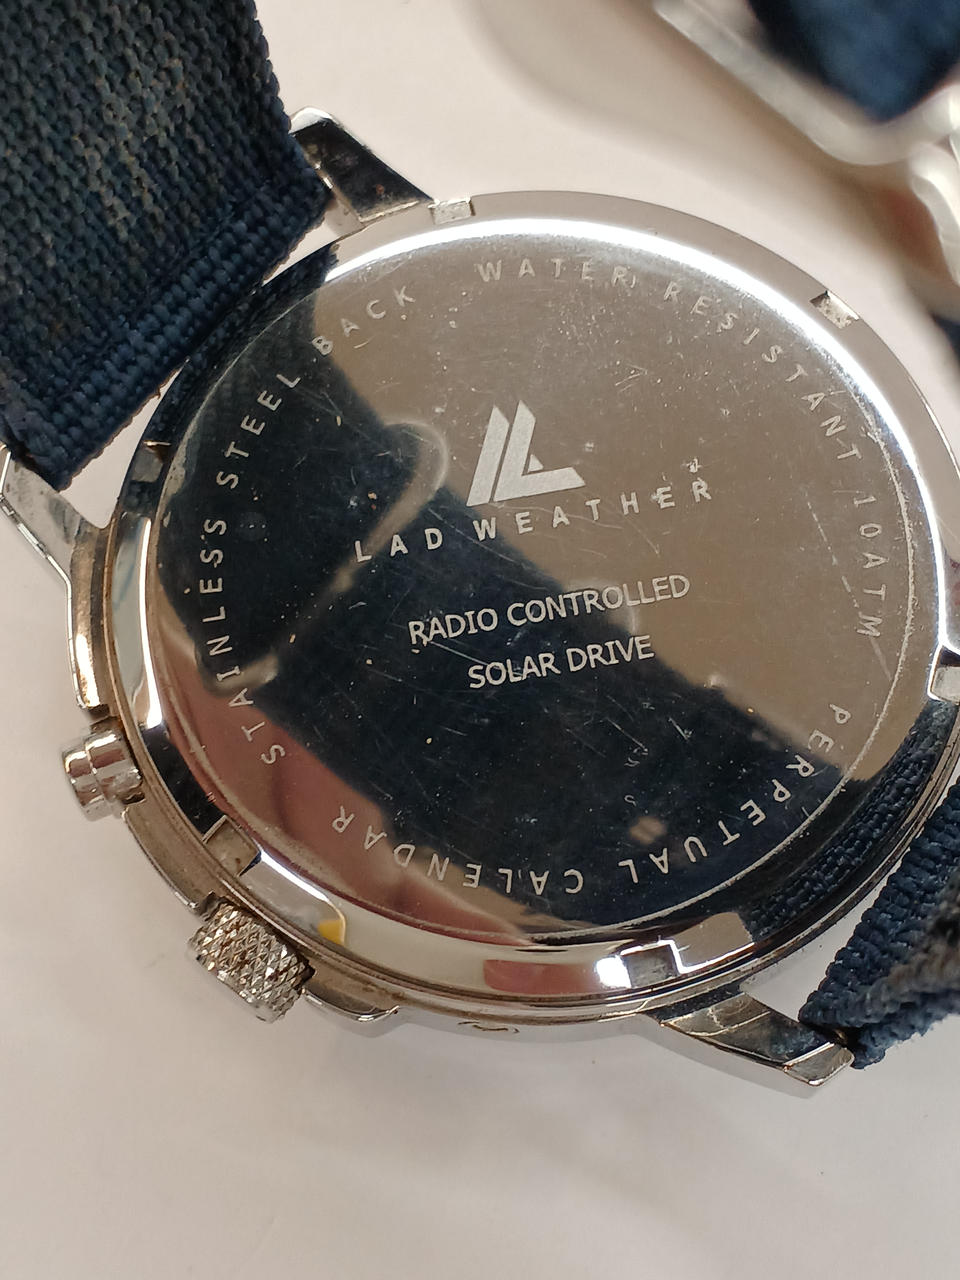 STAINLESS STEEL BACK WATER RESISTANT 10ATM PERPETUAL CALENDAR
LAD WEATHER
RADIO CONTROLLED
SOLAR DRIVE